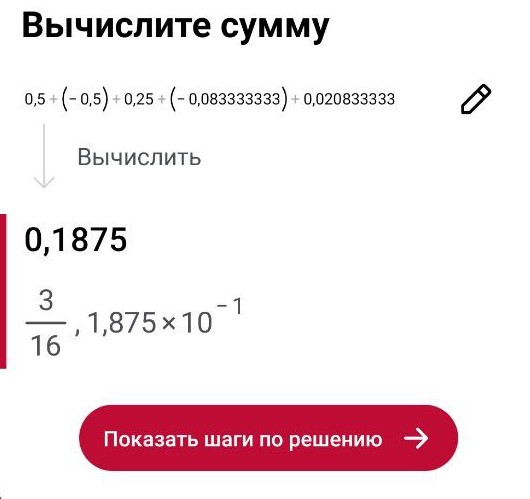 Вычислите сумму
0,5 + (− 0,5) + 0,25 + (− 0,083333333) + 0,020833333
Вычислить
0,1875
3/16 , 1,875 × 10⁻¹
Показать шаги по решению →